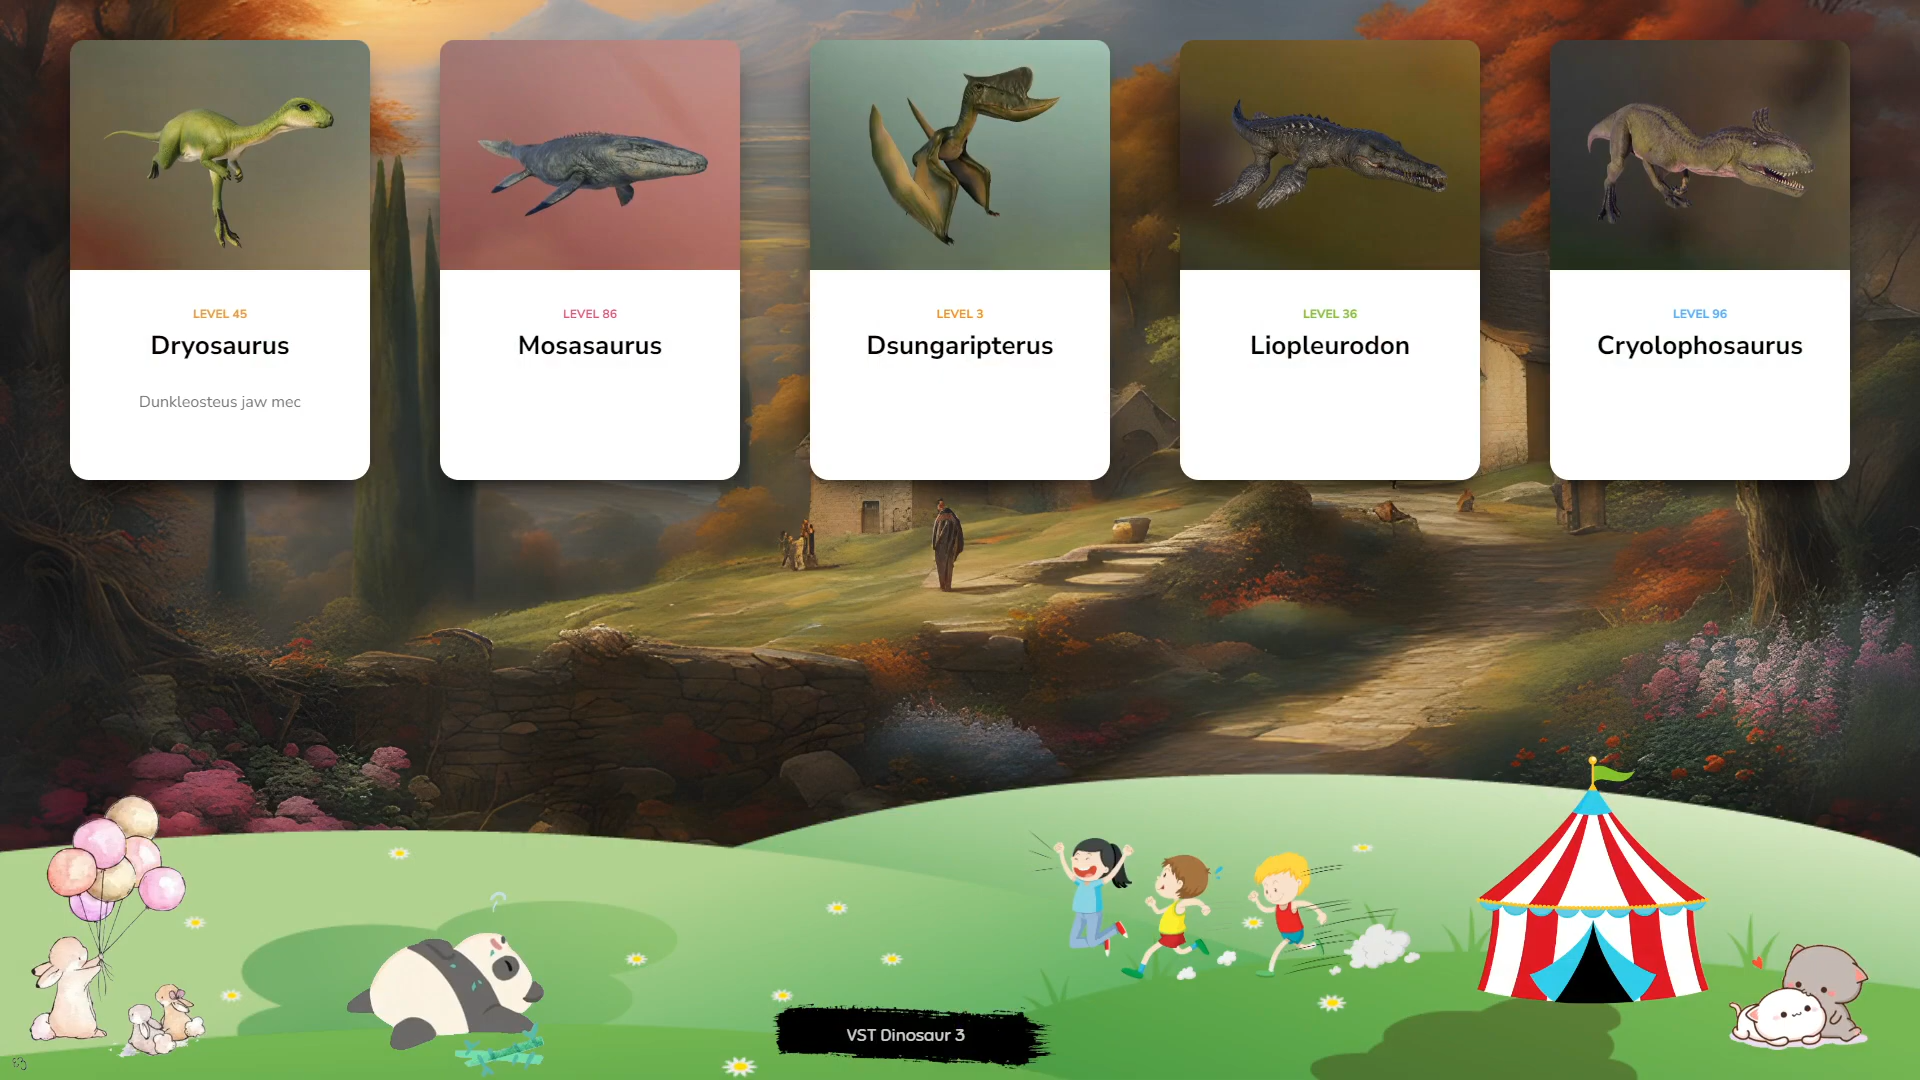 LEVEL 45
Dryosaurus
Dunkleosteus jaw mec
LEVEL 86
Mosasaurus
LEVEL 3
Dsungaripterus
LEVEL 36
Liopleurodon
LEVEL 96
Cryolophosaurus
VST Dinosaur 3